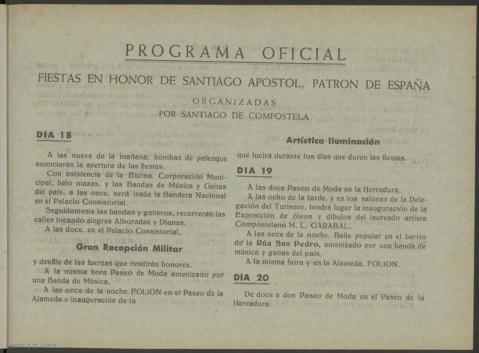 PROGRAMA OFICIAL
FIESTAS EN HONOR DE SANTIAGO APOSTOL, PATRON DE ESPAÑA
ORGANIZADAS
POR SANTIAGO DE COMPOSTELA
DIA 18
A las nueve de la mañana, bombas de palenque
anunciarán la apertura de las fiestas.
Con asistencia de la Excma. Corporación Muni-
cipal, bajo mazas, y las Bandas de Música y Gaitas
del país, a las once, será izada la Bandera Nacional
en el Palacio Consistorial.
Seguidamente las bandas y gaiteros, recorrerán las
calles tocando alegres Alboradas y Dianas.
A las doce, en el Palacio Consistorial,
Gran Recepción Militar
y desfile de las fuerzas que rendirán honores.
A la misma hora Paseo de Moda amenizado por
una Banda de Música.
A las once de la noche FOLION en el Paseo de la
Alameda e inauguración de la
Artística Iluminación
que lucirá durante los días que duren las fiestas.
DIA 19
A las doce Paseo de Moda en la Herradura.
A las ocho de la tarde, y en los salones de la Dele-
gación del Turismo, tendrá lugar la inauguración de la
Exposición de óleos y dibujos del laureado artista
Compostelano M. L. GARABAL.
A las once de la noche. Baile popular en el barrio
de la Rúa San Pedro, amenizado por una banda de
música y gaitas del país.
A la misma hora y en la Alameda, FOLION.
DIA 20
De doce a dos Paseo de Moda en el Paseo de la
Herradura.